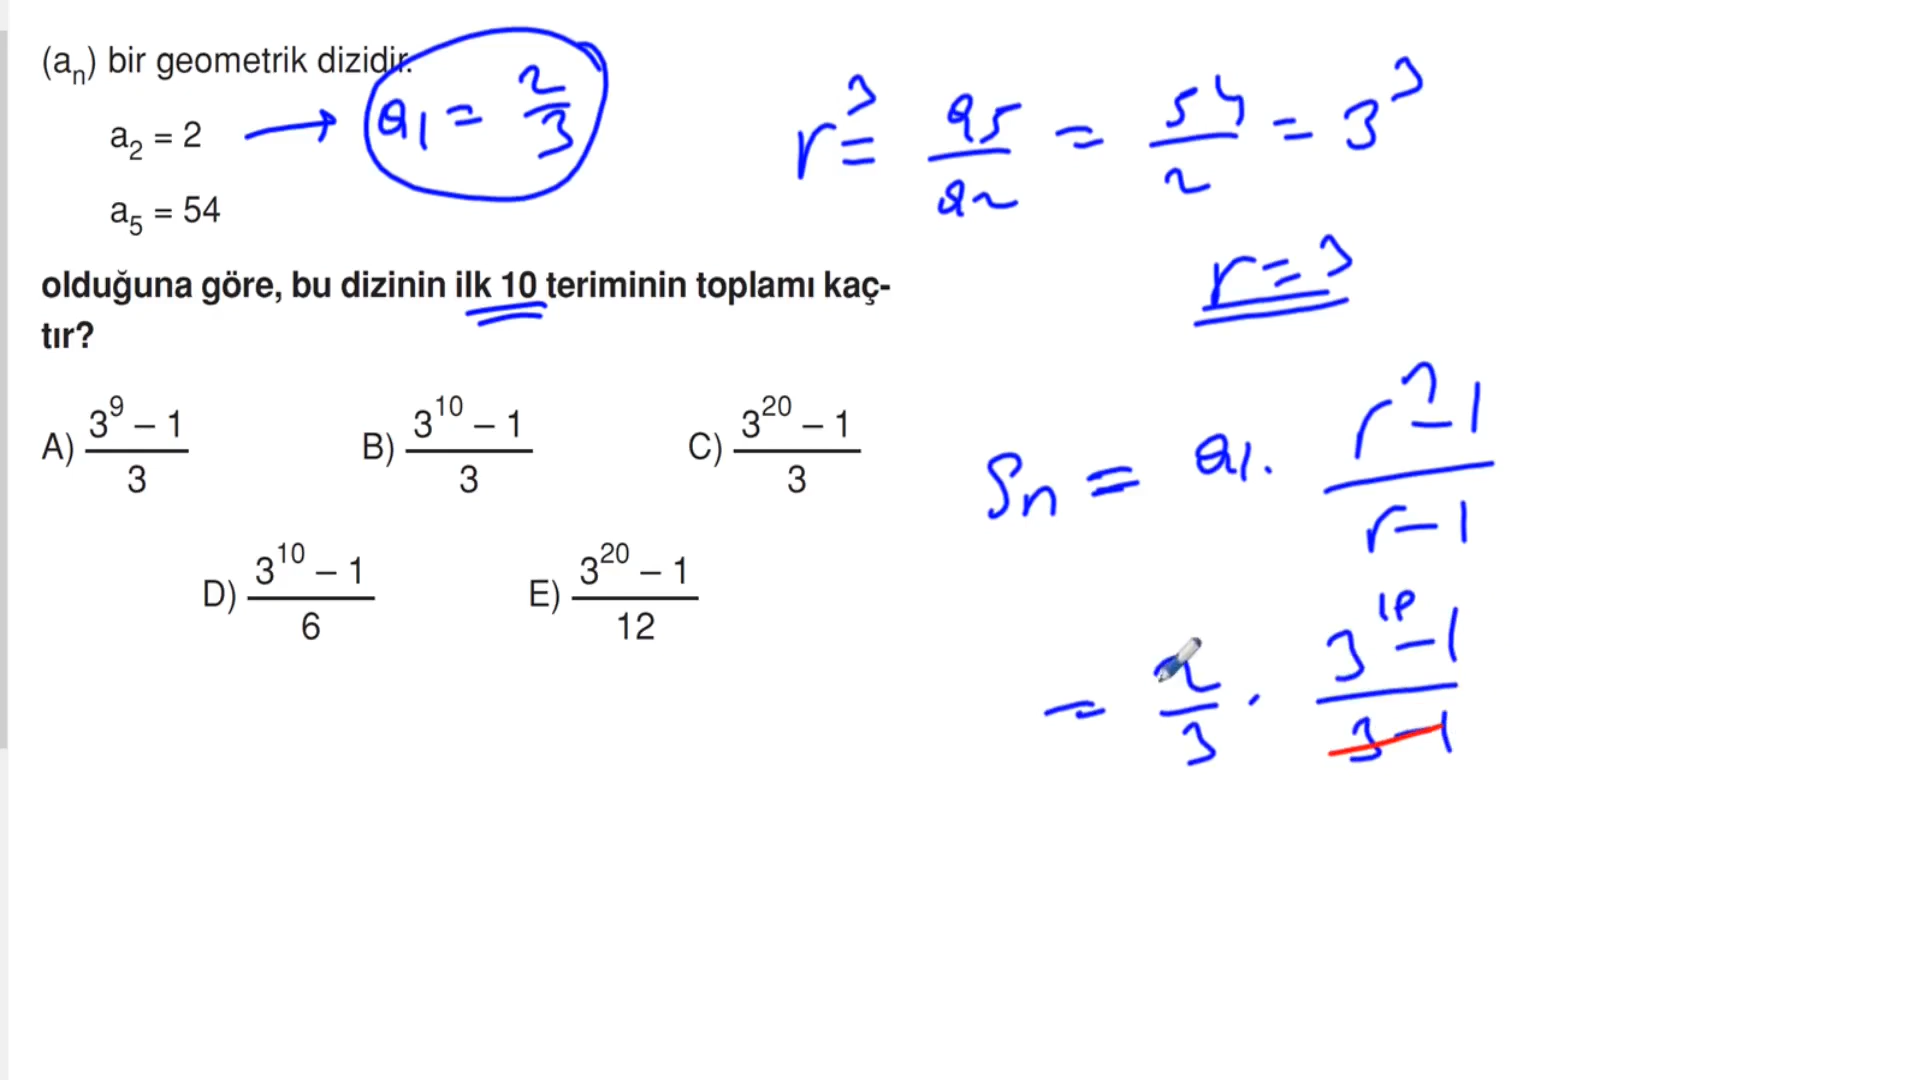 (aₙ) bir geometrik dizidir.
a₂ = 2 → a₁ = 2/3
a₅ = 54
olduğuna göre, bu dizinin ilk 10 teriminin toplamı kaç-
tır?
A) (3⁹ – 1)/3 B) (3¹⁰ – 1)/3 C) (3²⁰ – 1)/3
D) (3¹⁰ – 1)/6 E) (3²⁰ – 1)/12
r³ = a5/a2 = 54/2 = 3³
r = 3
Sn = a1 . (rⁿ – 1)/(r – 1)
= 2/3 . (3¹⁰ – 1)/(3 – 1)